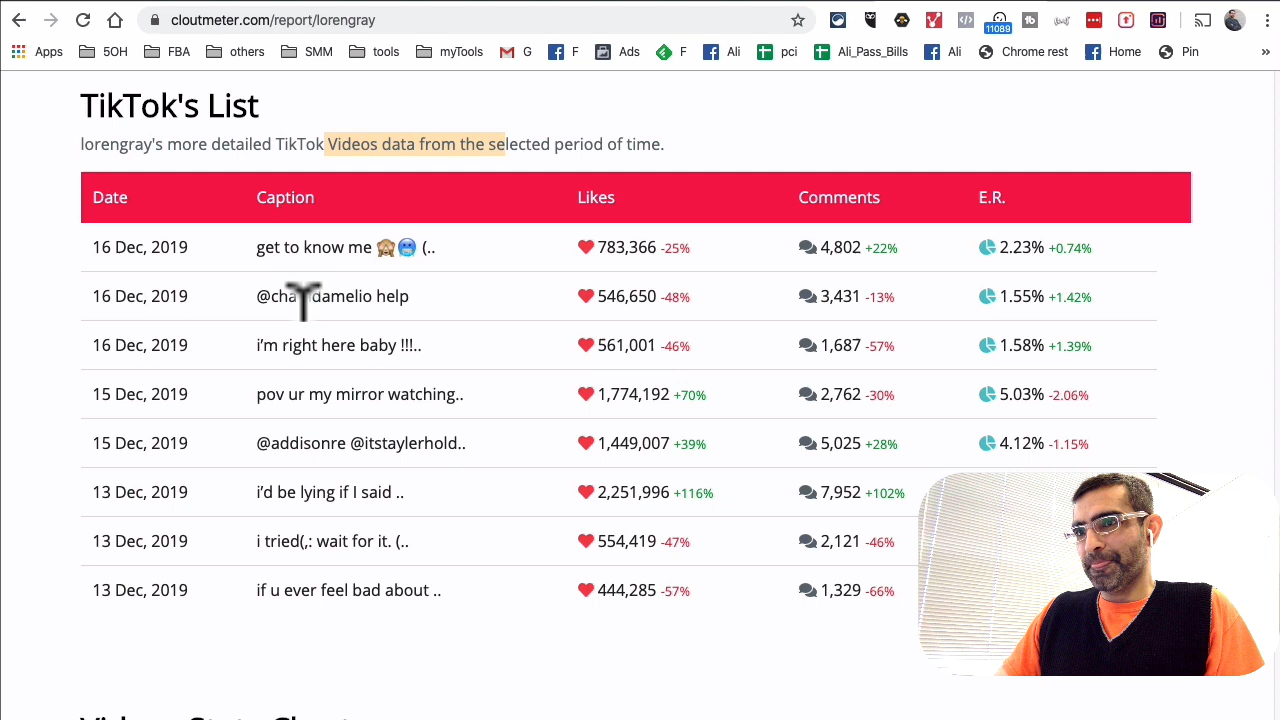 cloutmeter.com/report/lorengray
11089
Apps 5OH FBA others SMM tools myTools G F Ads F Ali pci Ali_Pass_Bills Ali Chrome rest Home Pin »
TikTok's List
lorengray's more detailed TikTok Videos data from the selected period of time.
Date Caption Likes Comments E.R.
16 Dec, 2019 get to know me 🙈🥶 (.. 783,366 -25% 4,802 +22% 2.23% +0.74%
16 Dec, 2019 help 546,650 -48% 3,431 -13% 1.55% +1.42%
16 Dec, 2019 i’m right here baby !!!.. 561,001 -46% 1,687 -57% 1.58% +1.39%
15 Dec, 2019 pov ur my mirror watching.. 1,774,192 +70% 2,762 -30% 5.03% -2.06%
15 Dec, 2019 @addisonre @itstaylerhold.. 1,449,007 +39% 5,025 +28% 4.12% -1.15%
13 Dec, 2019 i’d be lying if I said .. 2,251,996 +116% 7,952 +102%
13 Dec, 2019 i tried(,: wait for it. (.. 554,419 -47% 2,121 -46%
13 Dec, 2019 if u ever feel bad about .. 444,285 -57% 1,329 -66%